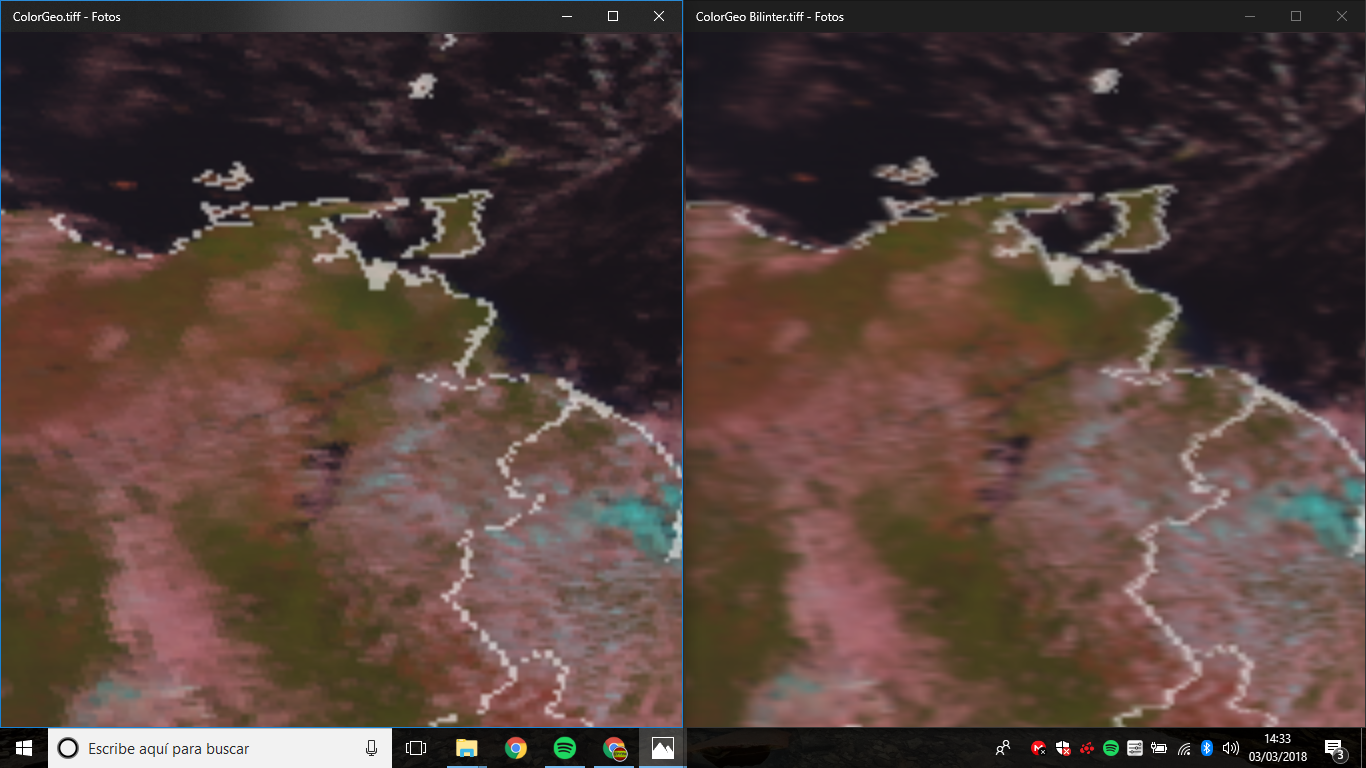 ColorGeo.tiff - Fotos
ColorGeo Bilinter.tiff - Fotos
Escribe aquí para buscar
14:33
03/03/2018
3